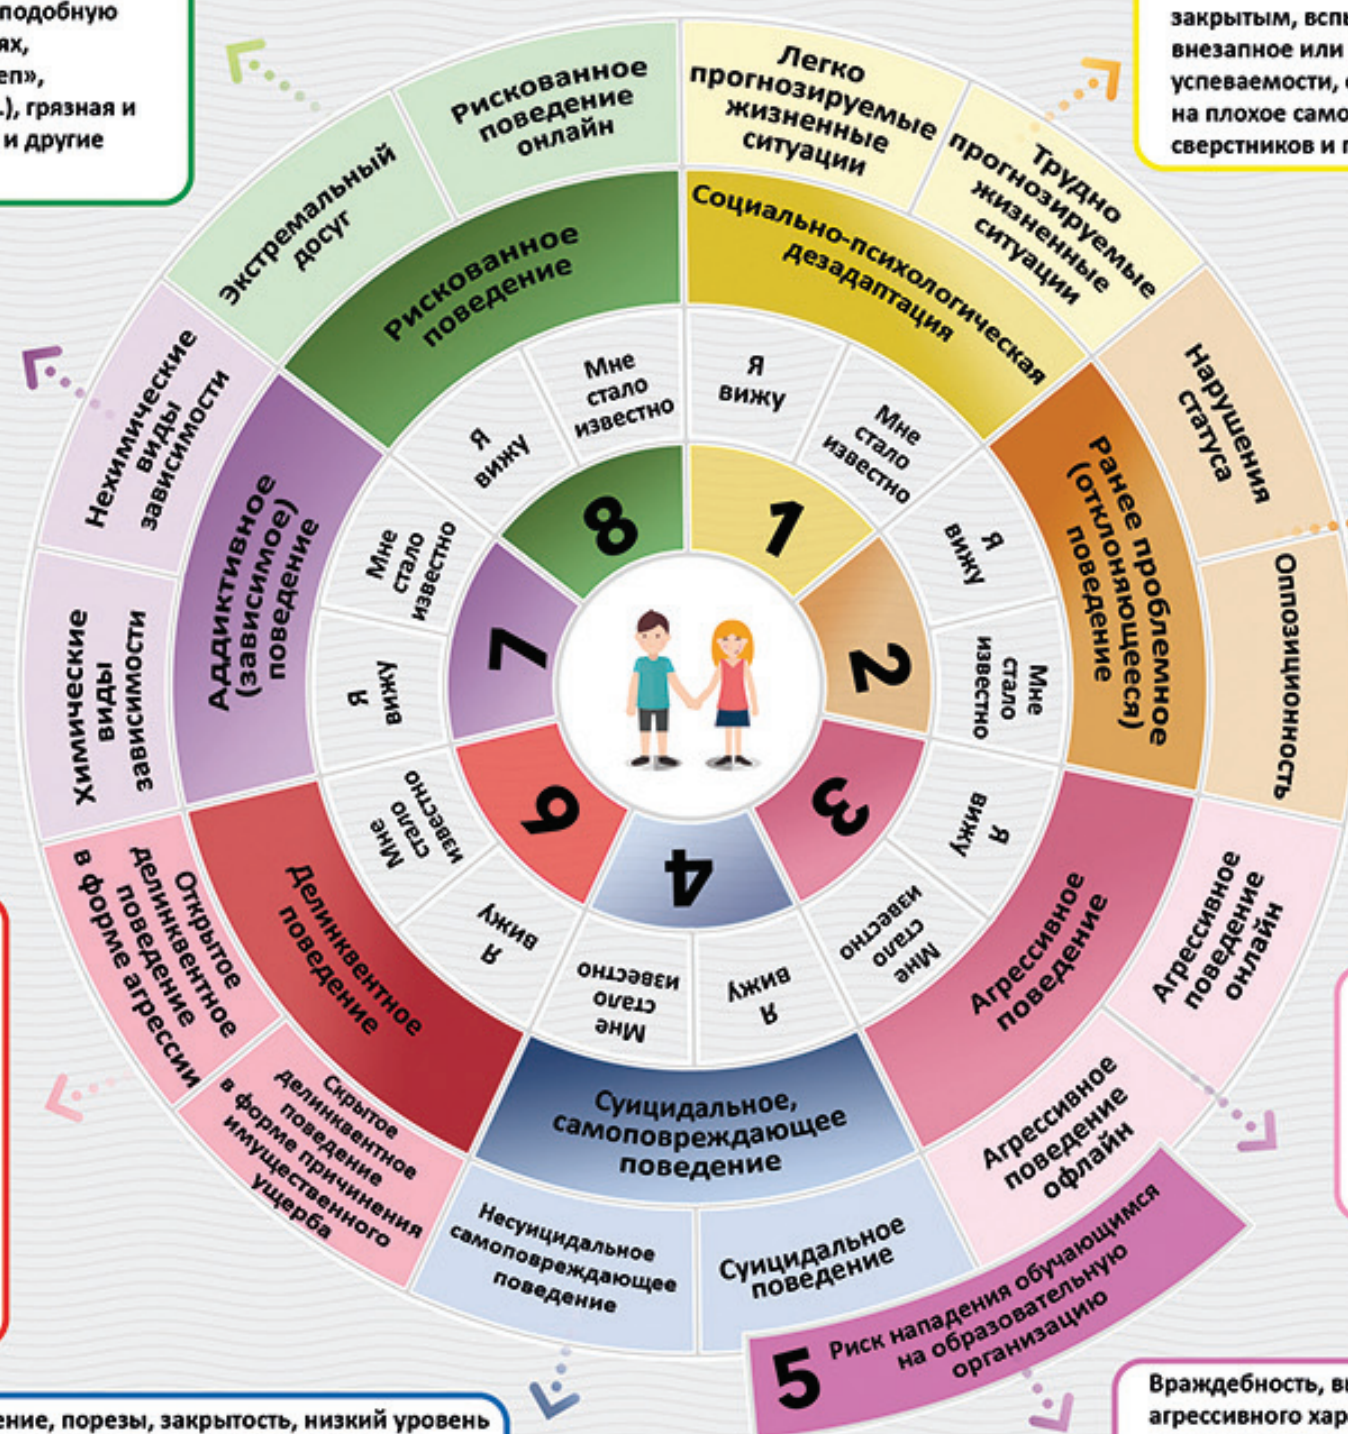 подобную
ях,
еп»,
.), грязная и
и другие
закрытым, всп
внезапное или
успеваемости,
на плохое само
сверстников и
Легко
прогнозируемые
жизненные
ситуации
Трудно
прогнозируемые
жизненные
ситуации
Социально-психологическая
дезадаптация
Я
вижу
Мне
стало
известно
1
Нарушения
статуса
Оппозиционность
Ранее проблемное
(отклоняющееся)
поведение
Я
вижу
Мне
стало
известно
2
Агрессивное
поведение
онлайн
Агрессивное
поведение
офлайн
Агрессивное
поведение
Я
вижу
Мне
стало
известно
3
Суицидальное
поведение
Несуицидальное
самоповреждающее
поведение
Суицидальное,
самоповреждающее
поведение
Я
вижу
Мне
стало
известно
4
5
Риск нападения обучающимся
на образовательную
организацию
Скрытое
делинквентное
поведение
в форме причинения
имущественного
ущерба
Открытое
делинквентное
поведение
в форме агрессии
Делинквентное
поведение
Я
вижу
Мне
стало
известно
6
Химические
виды
зависимости
Нехимические
виды
зависимости
Аддиктивное
(зависимое)
поведение
Я
вижу
Мне
стало
известно
7
Экстремальный
досуг
Рискованное
поведение
онлайн
Рискованное
поведение
Я
вижу
Мне
стало
известно
8
ение, порезы, закрытость, низкий уровень
Враждебность, в
агрессивного хар